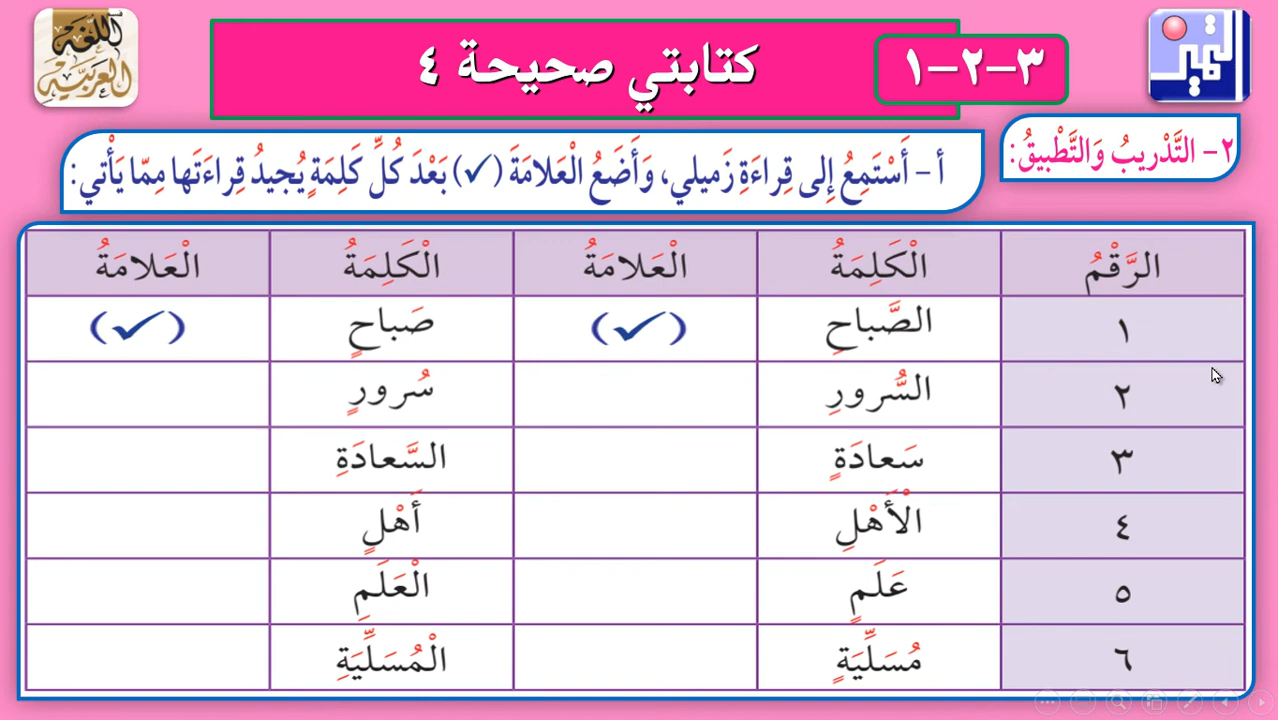 اللغة العربية
٣-٢-١
كتابتي صحيحة ٤
التميز
٢- التَّدْريبُ وَالتَّطْبيقُ:
أ - أَسْتَمِعُ إِلى قِراءَةِ زَميلي، وَأَضَعُ الْعَلامَةَ (✓) بَعْدَ كُلِّ كَلِمَةٍ يُجيدُ قِراءَتَها مِمّا يَأْتي:
الرَّقْمُ الْكَلِمَةُ الْعَلامَةُ الْكَلِمَةُ الْعَلامَةُ
١ الصَّباحِ (✓) صَباحٍ (✓)
٢ السُّرورِ سُرورٍ
٣ سَعادَةٍ السَّعادَةِ
٤ الْأَهْلِ أَهْلٍ
٥ عَلَمٍ الْعَلَمِ
٦ مُسَلِّيَةٍ الْمُسَلِّيَةِ